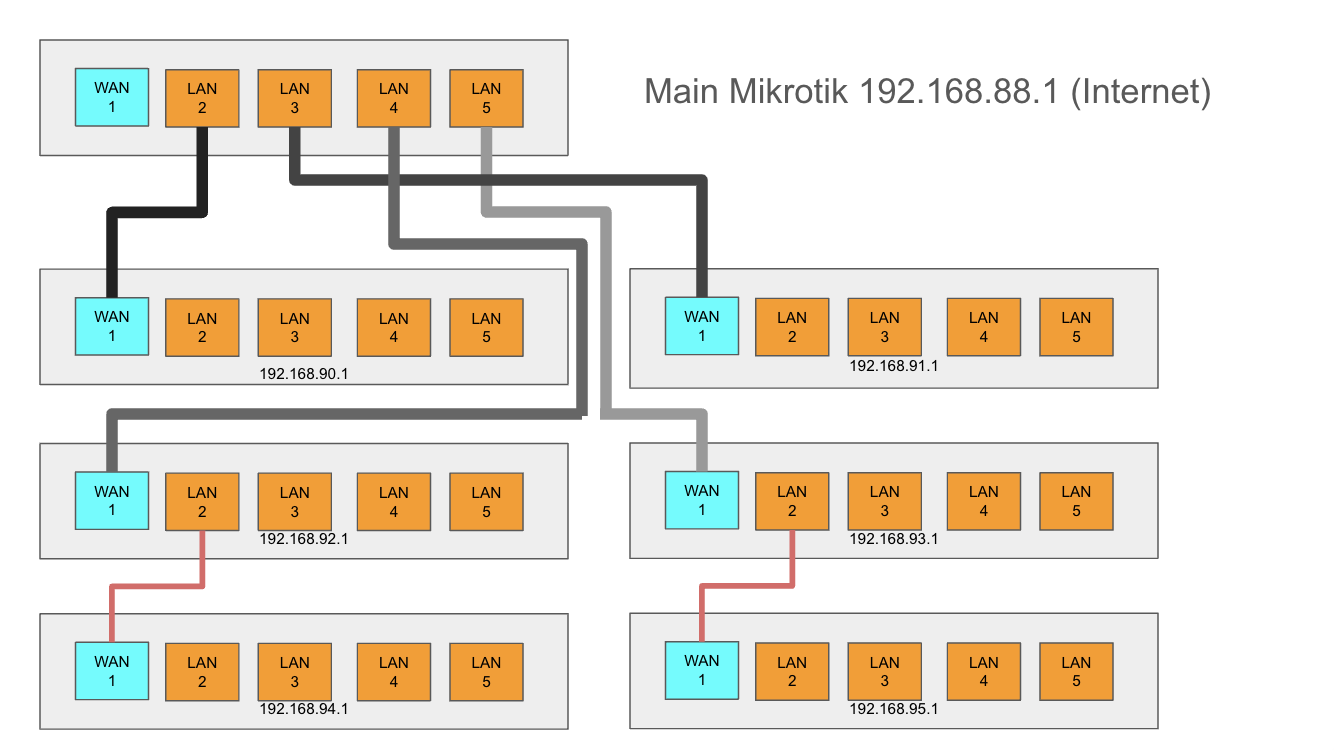 WAN
1
LAN
2
LAN
3
LAN
4
LAN
5
Main Mikrotik 192.168.88.1 (Internet)
WAN
1
LAN
2
LAN
3
LAN
4
LAN
5
192.168.90.1
WAN
1
LAN
2
LAN
3
LAN
4
LAN
5
192.168.91.1
WAN
1
LAN
2
LAN
3
LAN
4
LAN
5
192.168.92.1
WAN
1
LAN
2
LAN
3
LAN
4
LAN
5
192.168.93.1
WAN
1
LAN
2
LAN
3
LAN
4
LAN
5
192.168.94.1
WAN
1
LAN
2
LAN
3
LAN
4
LAN
5
192.168.95.1